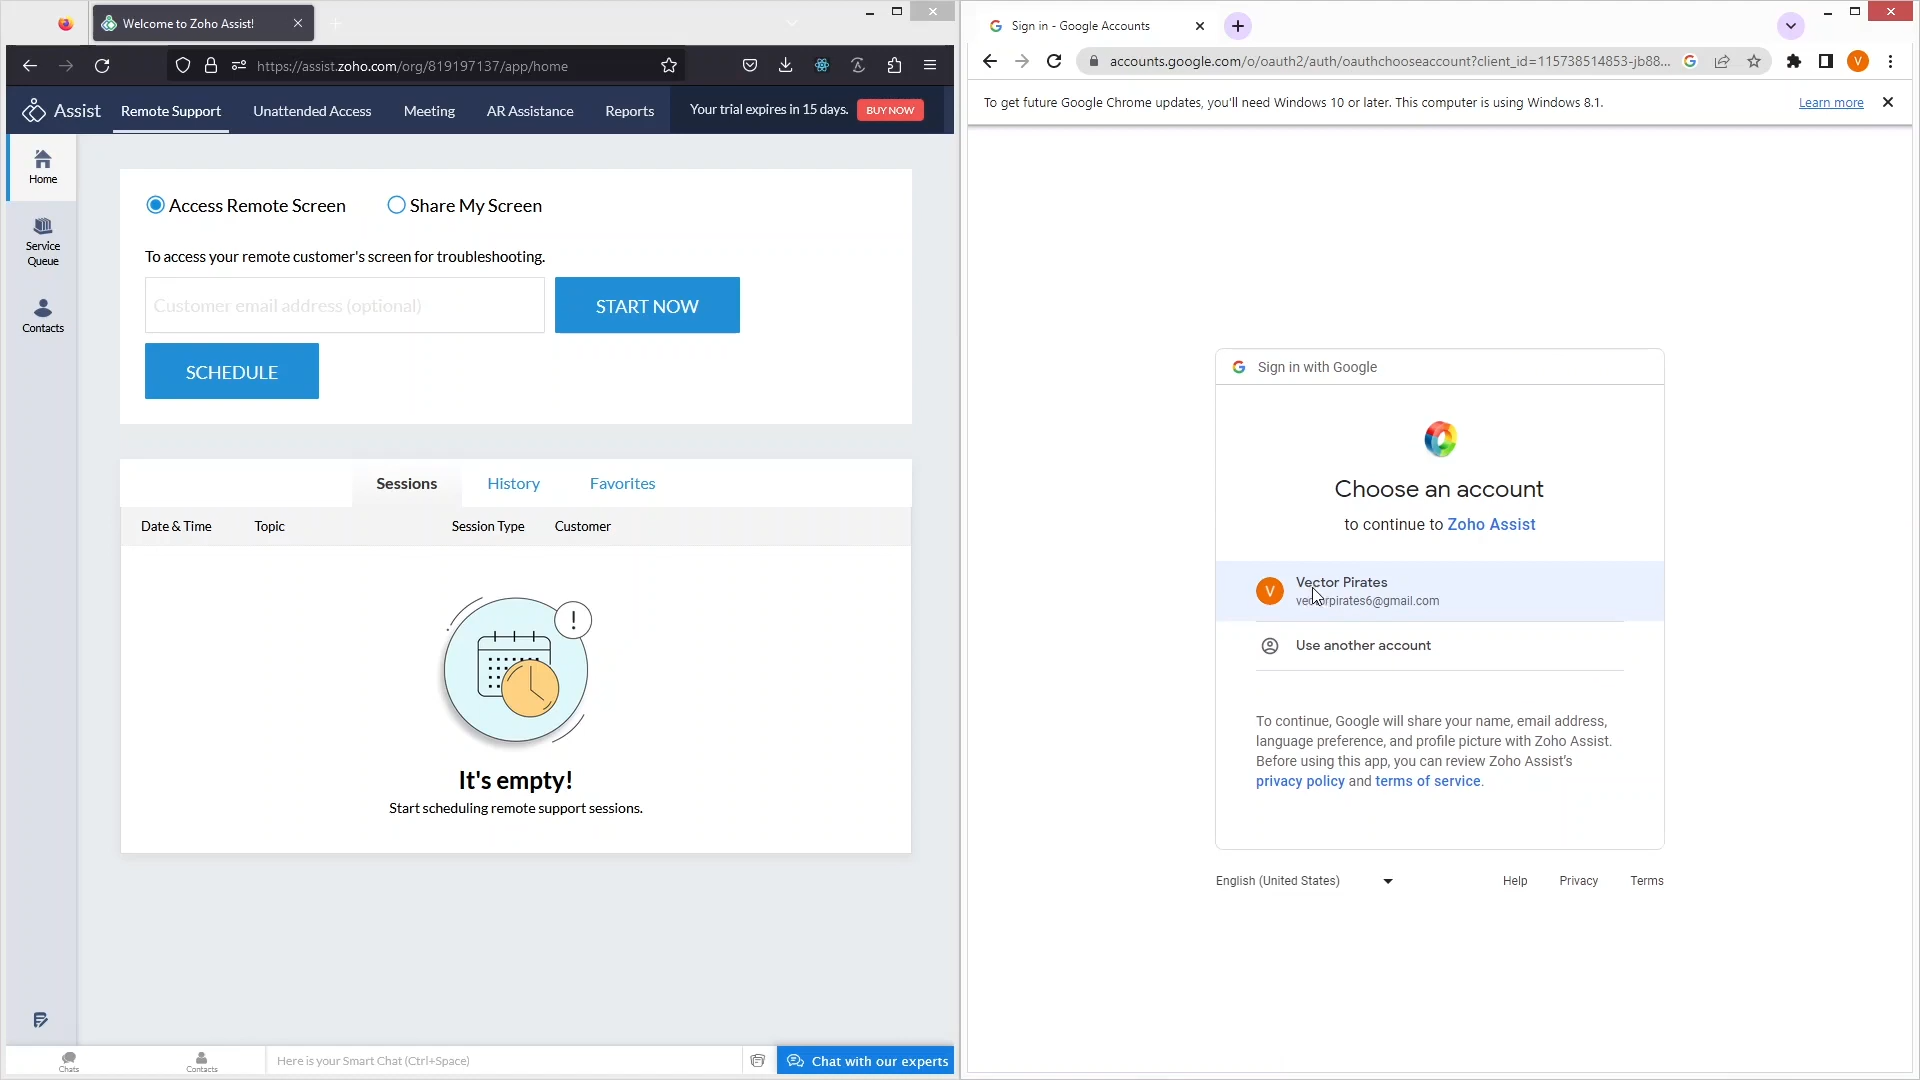 Welcome to Zoho Assist!
https://assist.zoho.com/org/819197137/app/home
Assist
Remote Support
Unattended Access
Meeting
AR Assistance
Reports
Your trial expires in 15 days.
BUY NOW
Home
Service
Queue
Contacts
Access Remote Screen
Share My Screen
To access your remote customer's screen for troubleshooting.
Customer email address (optional)
START NOW
SCHEDULE
Sessions
History
Favorites
Date & Time
Topic
Session Type
Customer
!
It's empty!
Start scheduling remote support sessions.
Chats
Contacts
Here is your Smart Chat (Ctrl+Space)
Chat with our experts
Sign in - Google Accounts
accounts.google.com/o/oauth2/auth/oauthchooseaccount?client_id=115738514853-jb88...
V
To get future Google Chrome updates, you'll need Windows 10 or later. This computer is using Windows 8.1.
Learn more
Sign in with Google
Choose an account
to continue to Zoho Assist
V
Vector Pirates
vectorpirates6@gmail.com
Use another account
To continue, Google will share your name, email address,
language preference, and profile picture with Zoho Assist.
Before using this app, you can review Zoho Assist's
privacy policy and terms of service.
English (United States)
Help
Privacy
Terms